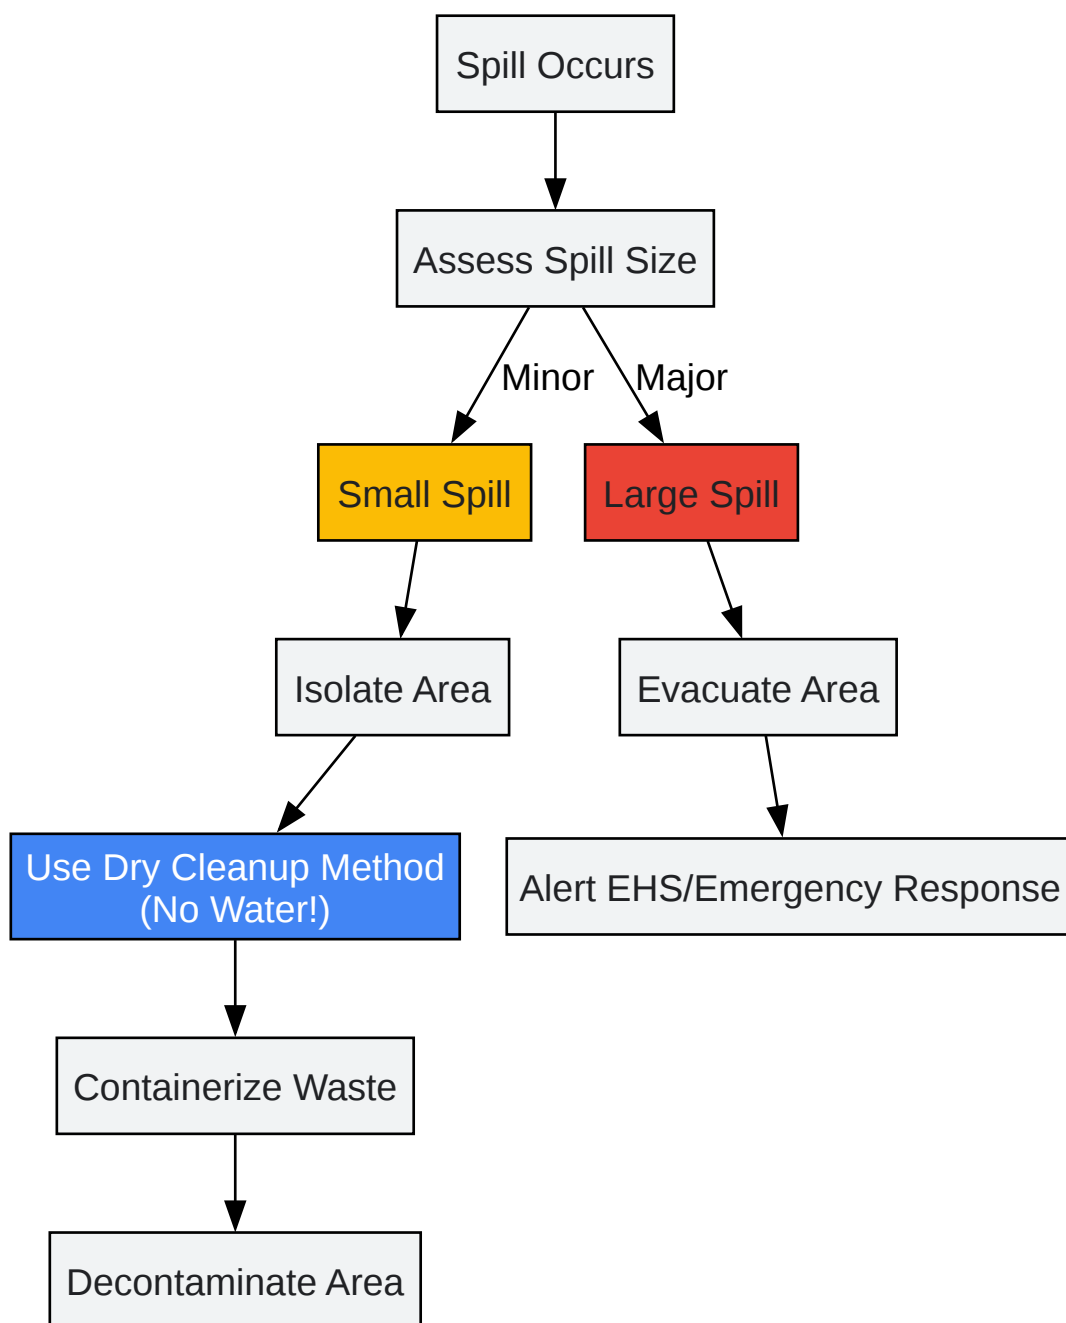 Spill Occurs
Assess Spill Size
Minor
Major
Small Spill
Large Spill
Isolate Area
Evacuate Area
Use Dry Cleanup Method
(No Water!)
Alert EHS/Emergency Response
Containerize Waste
Decontaminate Area